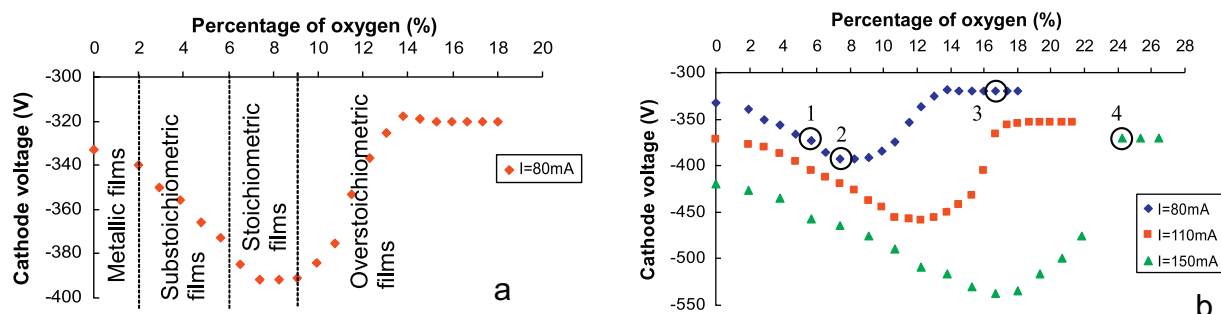 Percentage of oxygen (%)
0 2 4 6 8 10 12 14 16 18 20
-300
-320
-340
-360
-380
-400
Cathode voltage (V)
Metallic films
Substoichiometric
films
Stoichiometric
films
Overstoichiometric
films
I=80mA
a
Percentage of oxygen (%)
0 2 4 6 8 10 12 14 16 18 20 22 24 26 28
-300
-350
-400
-450
-500
-550
Cathode voltage (V)
1
2
3
4
I=80mA
I=110mA
I=150mA
b